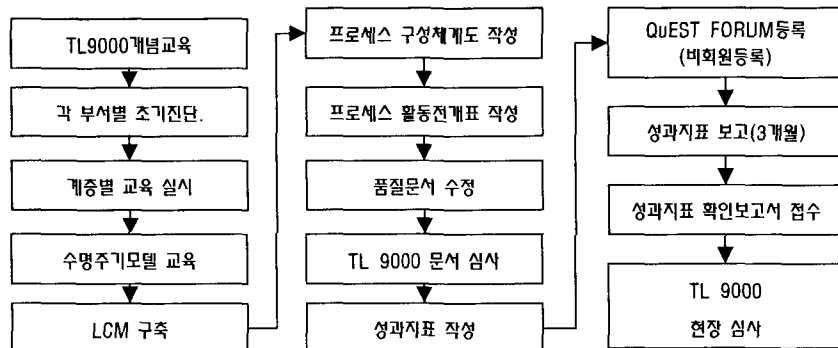 TL9000개념교육
각 부서별 초기진단.
계층별 교육 실시
수명주기모델 교육
LCM 구축
프로세스 구성체계도 작성
프로세스 활동전개표 작성
품질문서 수정
TL 9000 문서 심사
성과지표 작성
QuEST FORUM등록
(비회원등록)
성과지표 보고(3개월)
성과지표 확인보고서 접수
TL 9000
현장 심사